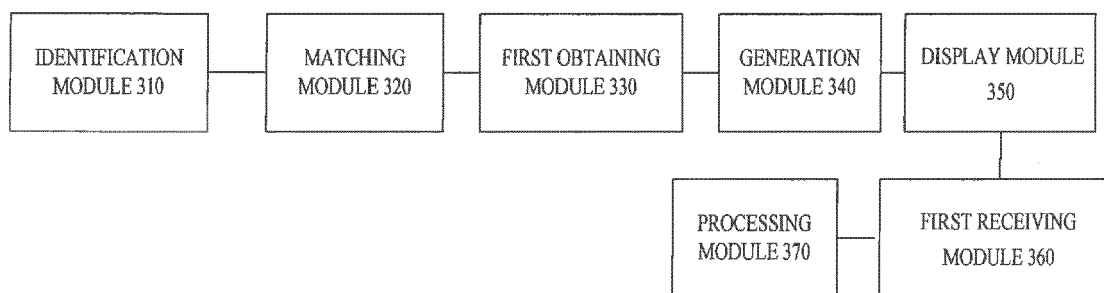 IDENTIFICATION
MODULE 310
MATCHING
MODULE 320
FIRST OBTAINING
MODULE 330
GENERATION
MODULE 340
DISPLAY MODULE
350
PROCESSING
MODULE 370
FIRST RECEIVING
MODULE 360